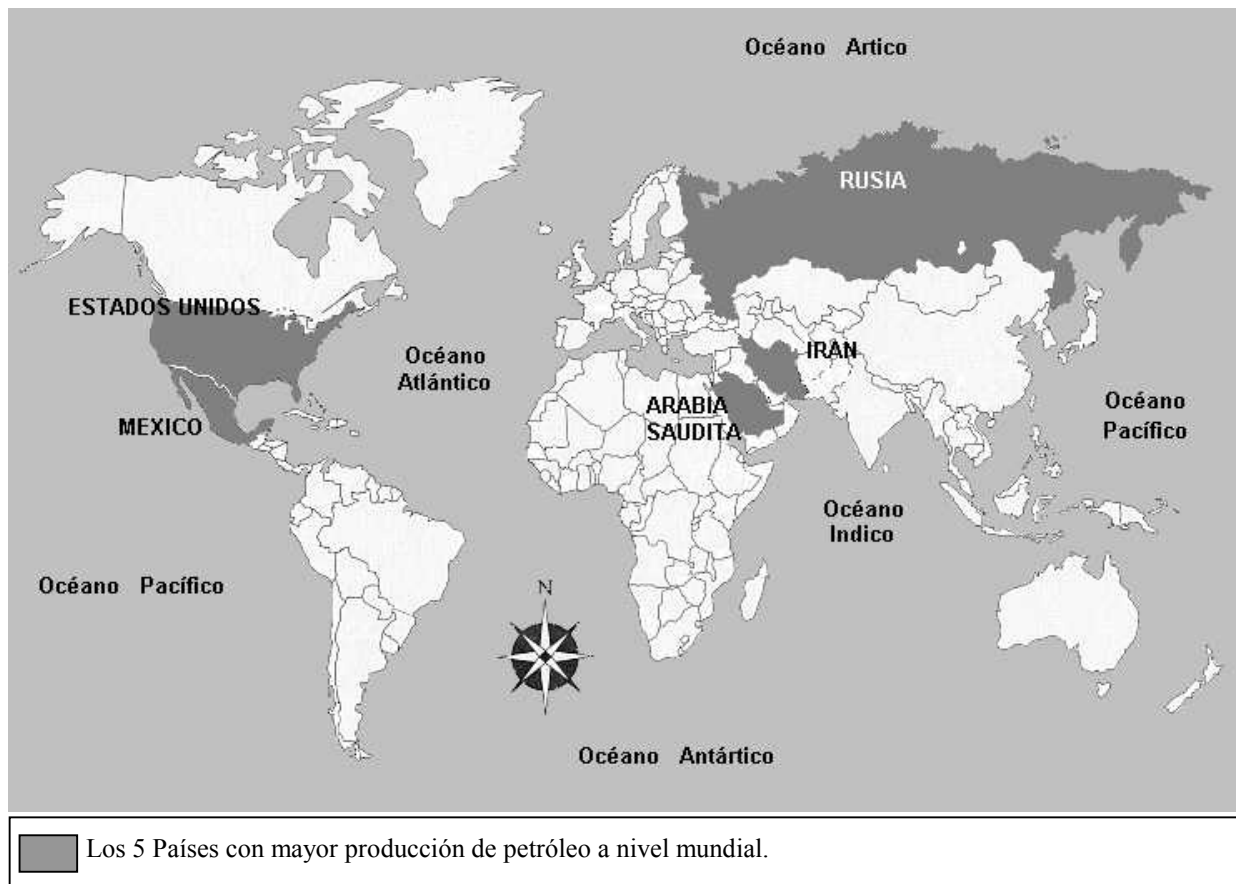 Océano Artico
RUSIA
ESTADOS UNIDOS
Océano
Atlántico
IRAN
ARABIA
SAUDITA
MEXICO
Océano
Pacífico
Océano
Indico
Océano Pacífico
N
Océano Antártico
Los 5 Países con mayor producción de petróleo a nivel mundial.